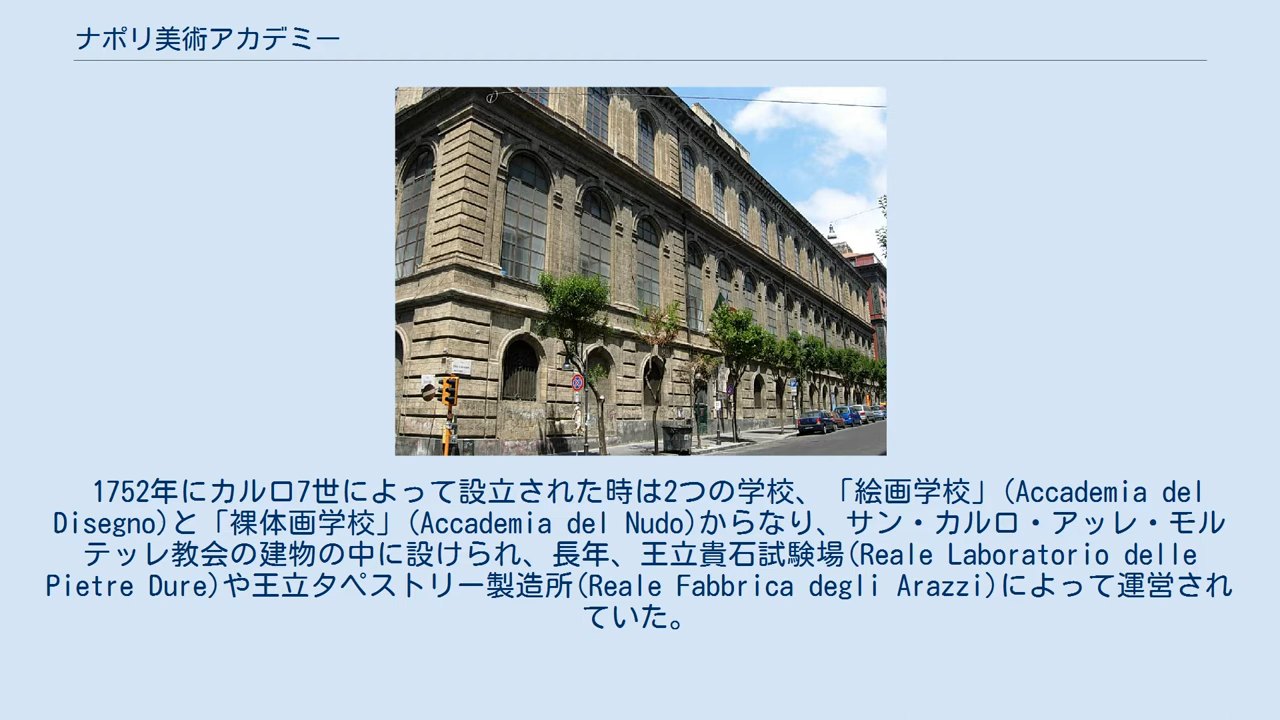 ナポリ美術アカデミー
1752年にカルロ7世によって設立された時は2つの学校、「絵画学校」(Accademia del
Disegno)と「裸体画学校」(Accademia del Nudo)からなり、サン・カルロ・アッレ・モル
テッレ教会の建物の中に設けられ、長年、王立貴石試験場(Reale Laboratorio delle
Pietre Dure)や王立タペストリー製造所(Reale Fabbrica degli Arazzi)によって運営され
ていた。